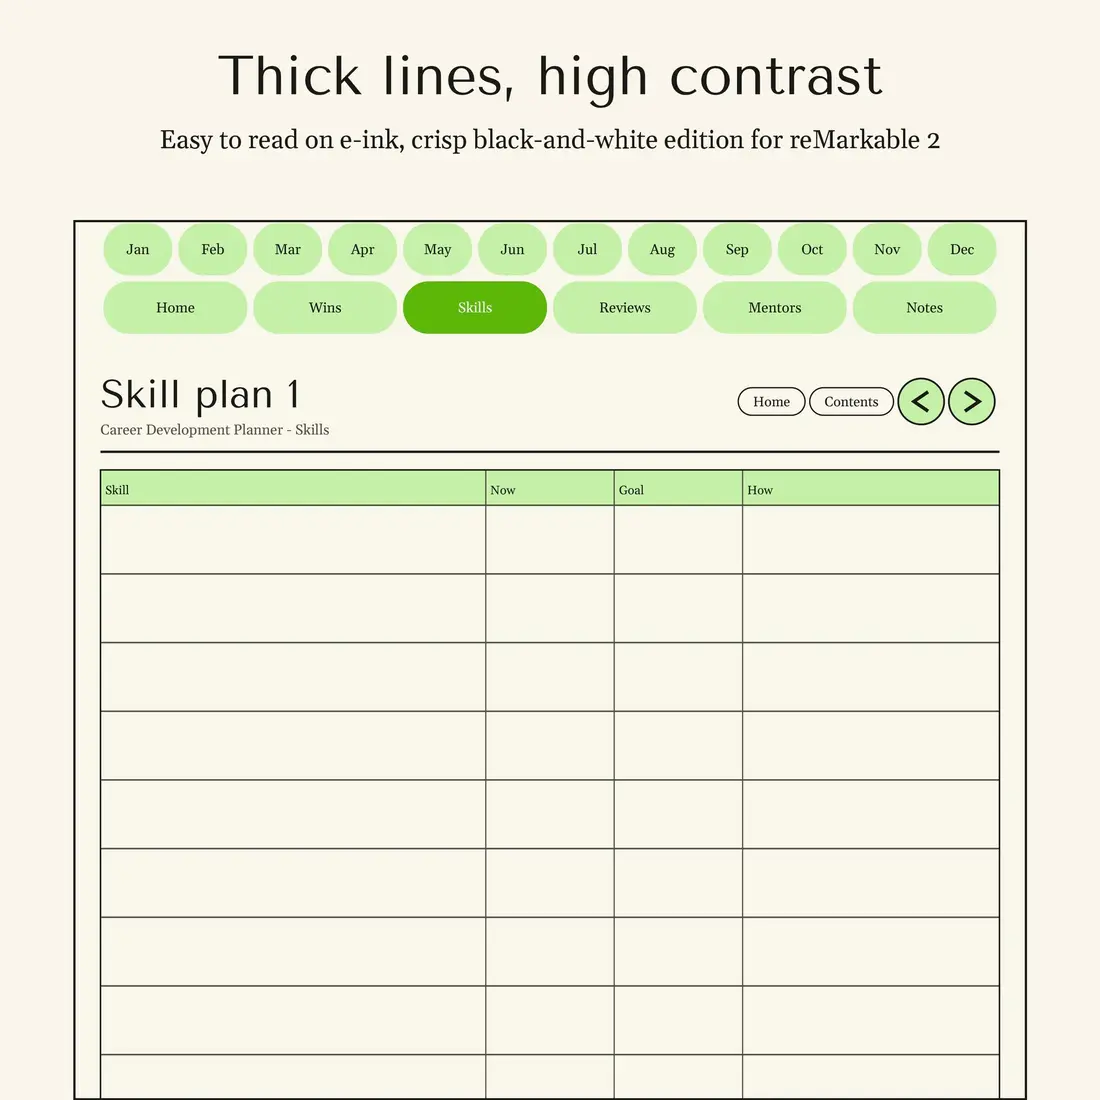 Thick lines, high contrast
Easy to read on e-ink, crisp black-and-white edition for reMarkable 2
Jan Feb Mar Apr May Jun Jul Aug Sep Oct Nov Dec
Home Wins Skills Reviews Mentors Notes
Skill plan 1
Home Contents < >
Career Development Planner - Skills
Skill Now Goal How